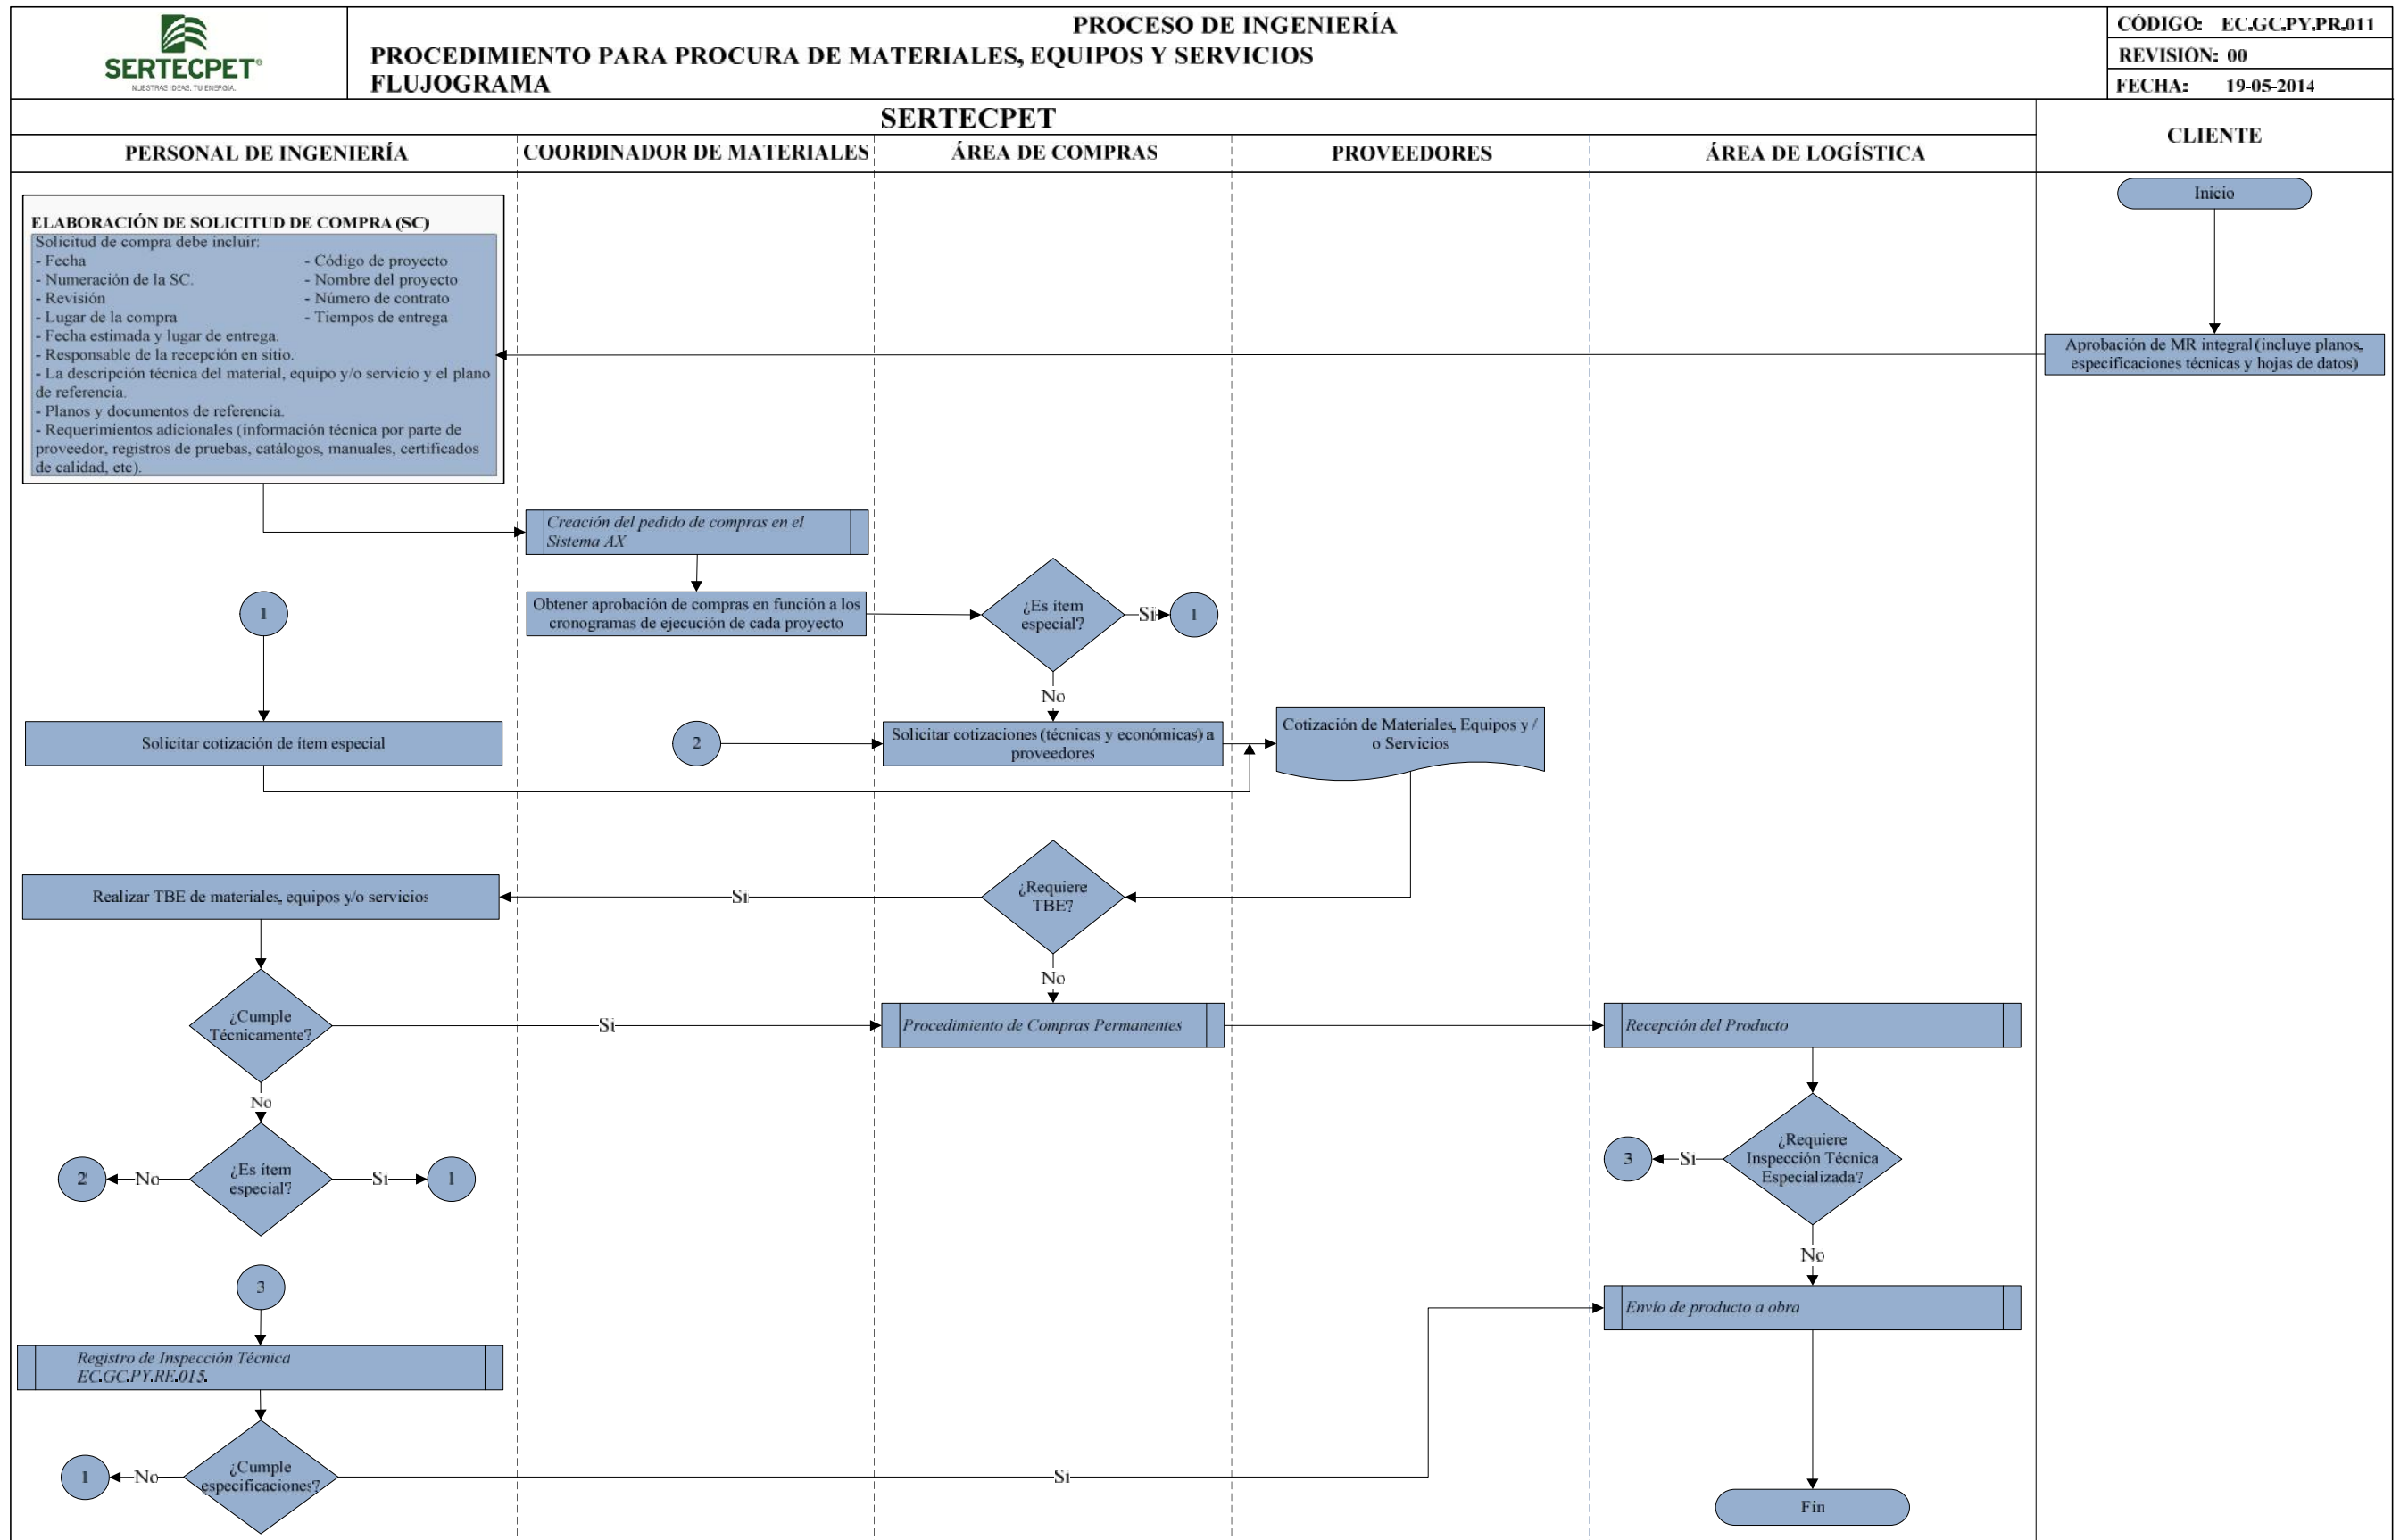 SERTECPET®
NUESTRAS IDEAS, TU ENERGÍA.
PROCESO DE INGENIERÍA
PROCEDIMIENTO PARA PROCURA DE MATERIALES, EQUIPOS Y SERVICIOS
FLUJOGRAMA
CÓDIGO: EC.GC.PY.PR.011
REVISIÓN: 00
FECHA: 19-05-2014
SERTECPET
CLIENTE
PERSONAL DE INGENIERÍA
COORDINADOR DE MATERIALES
ÁREA DE COMPRAS
PROVEEDORES
ÁREA DE LOGÍSTICA
Inicio
ELABORACIÓN DE SOLICITUD DE COMPRA (SC)
Solicitud de compra debe incluir:
- Fecha - Código de proyecto
- Numeración de la SC. - Nombre del proyecto
- Revisión - Número de contrato
- Lugar de la compra - Tiempos de entrega
- Fecha estimada y lugar de entrega.
- Responsable de la recepción en sitio.
- La descripción técnica del material, equipo y/o servicio y el plano
de referencia.
- Planos y documentos de referencia.
- Requerimientos adicionales (información técnica por parte de
proveedor, registros de pruebas, catálogos, manuales, certificados
de calidad, etc).
Aprobación de MR integral (incluye planos,
especificaciones técnicas y hojas de datos)
Creación del pedido de compras en el
Sistema AX
1
Obtener aprobación de compras en función a los
cronogramas de ejecución de cada proyecto
¿Es ítem
especial?
Si
1
No
Solicitar cotización de ítem especial
2
Solicitar cotizaciones (técnicas y económicas) a
proveedores
Cotización de Materiales, Equipos y /
o Servicios
Realizar TBE de materiales, equipos y/o servicios
Si
¿Requiere
TBE?
No
¿Cumple
Técnicamente?
Si
Procedimiento de Compras Permanentes
Recepción del Producto
No
2
No
¿Es ítem
especial?
Si
1
3
Si
¿Requiere
Inspección Técnica
Especializada?
No
3
Envío de producto a obra
Registro de Inspección Técnica
EC.GC.PY.RE.015.
1
No
¿Cumple
especificaciones?
Si
Fin